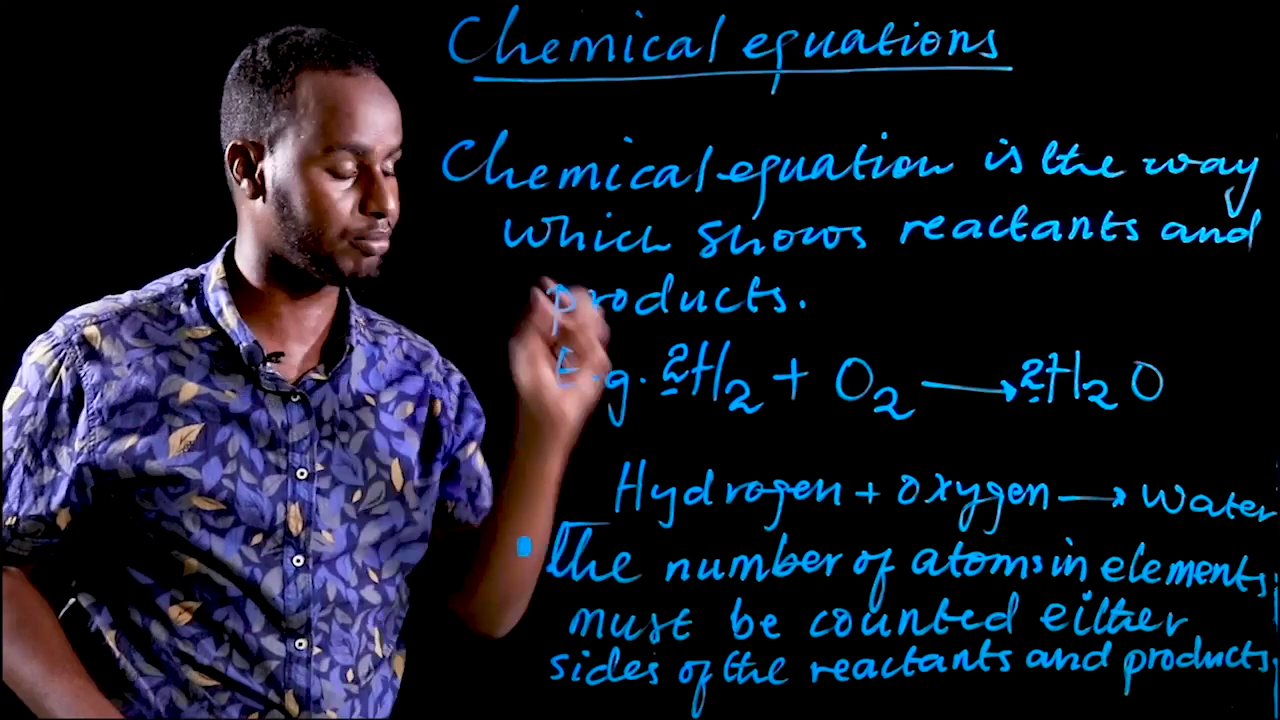 Chemical equations
Chemical equation is the way
which shows reactants and
products.
E.g. 2H₂ + O₂ → 2H₂O
Hydrogen + oxygen → water
The number of atoms in elements
must be counted either
sides of the reactants and products